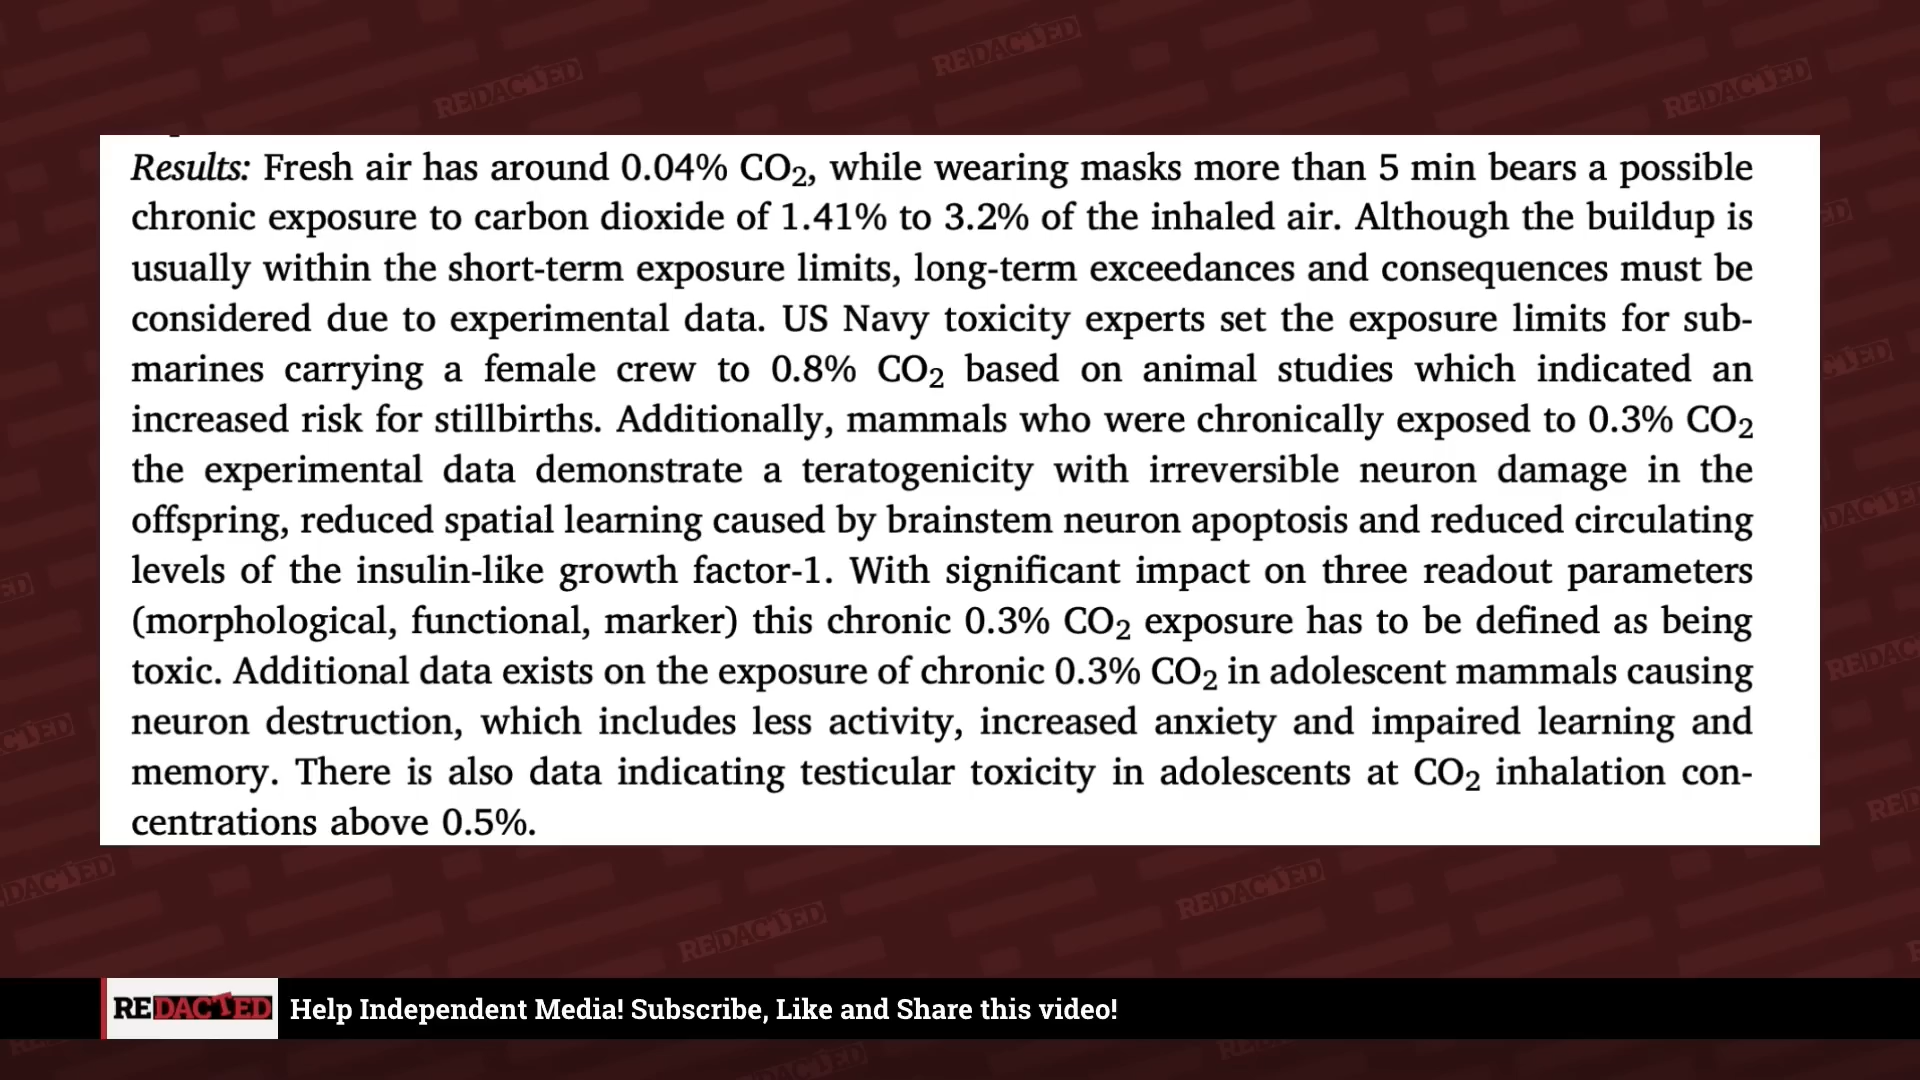 REDACTED
REDACTED
REDACTED
Results: Fresh air has around 0.04% CO₂, while wearing masks more than 5 min bears a possible
chronic exposure to carbon dioxide of 1.41% to 3.2% of the inhaled air. Although the buildup is
usually within the short-term exposure limits, long-term exceedances and consequences must be
considered due to experimental data. US Navy toxicity experts set the exposure limits for sub-
marines carrying a female crew to 0.8% CO₂ based on animal studies which indicated an
increased risk for stillbirths. Additionally, mammals who were chronically exposed to 0.3% CO₂
the experimental data demonstrate a teratogenicity with irreversible neuron damage in the
offspring, reduced spatial learning caused by brainstem neuron apoptosis and reduced circulating
levels of the insulin-like growth factor-1. With significant impact on three readout parameters
(morphological, functional, marker) this chronic 0.3% CO₂ exposure has to be defined as being
toxic. Additional data exists on the exposure of chronic 0.3% CO₂ in adolescent mammals causing
neuron destruction, which includes less activity, increased anxiety and impaired learning and
memory. There is also data indicating testicular toxicity in adolescents at CO₂ inhalation con-
centrations above 0.5%.
REDACTED
REDACTED
REDACTED Help Independent Media! Subscribe, Like and Share this video!